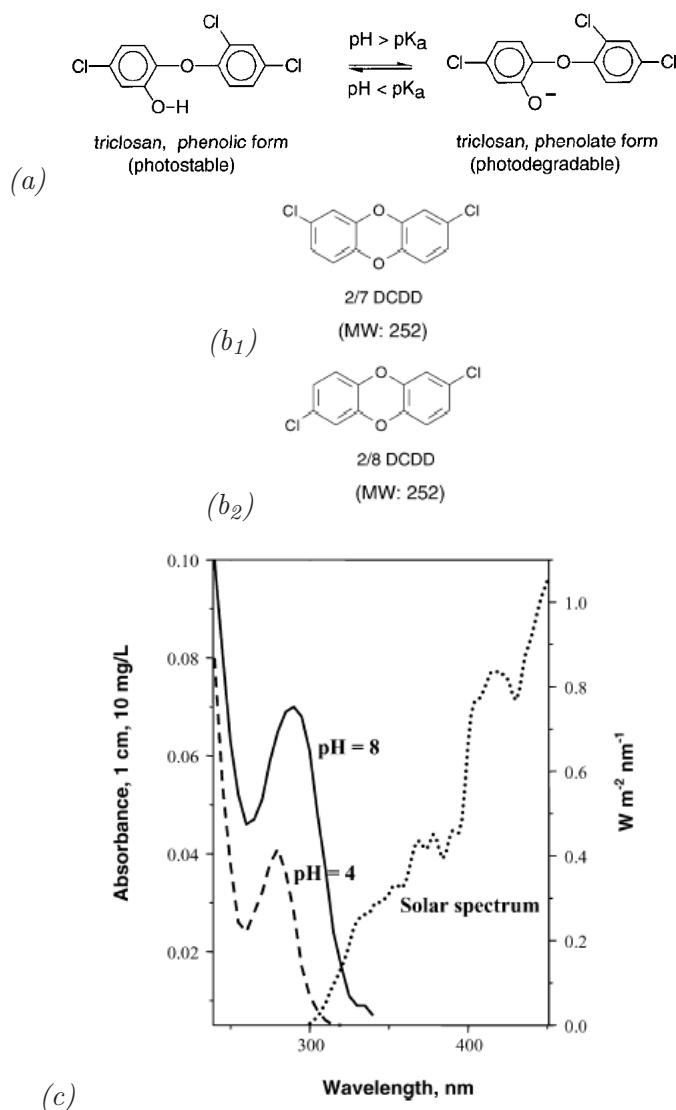 Cl
Cl
O
Cl
O-H
pH > pKa
pH < pKa
Cl
Cl
O
Cl
O−
triclosan, phenolic form
(photostable)
triclosan, phenolate form
(photodegradable)
(a)
Cl
O
Cl
O
2/7 DCDD
(MW: 252)
(b1)
O
Cl
Cl
O
2/8 DCDD
(MW: 252)
(b2)
0.10
0.08
0.06
0.04
0.02
Absorbance, 1 cm, 10 mg/L
pH = 8
pH = 4
Solar spectrum
1.0
0.8
0.6
0.4
0.2
0.0
W m-2 nm-1
300
400
Wavelength, nm
(c)